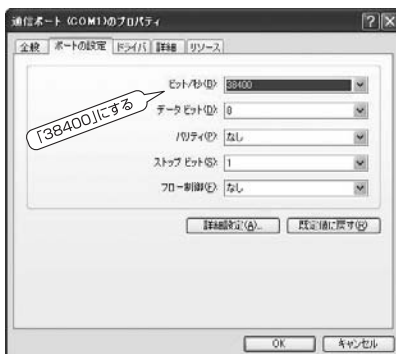 通信ポート (COM1)のプロパティ
全般 ポートの設定 ドライバ 詳細 リソース
ビット/秒(B): 38400
「38400」にする
データ ビット(D): 8
パリティ(P): なし
ストップ ビット(S): 1
フロー制御(F): なし
詳細設定(A)... 既定値に戻す(R)
OK キャンセル